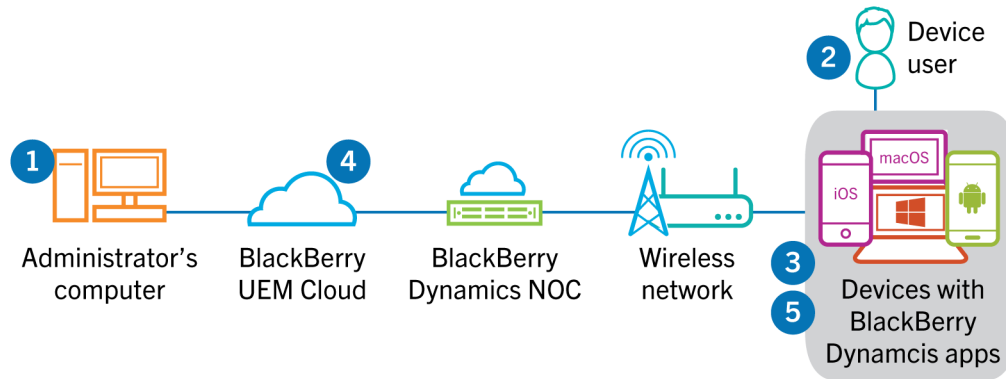 2
Device
user
1
4
macOS
iOS
Administrator's
computer
BlackBerry
UEM Cloud
BlackBerry
Dynamics NOC
Wireless
network
3
5
Devices with
BlackBerry
Dynamcis apps